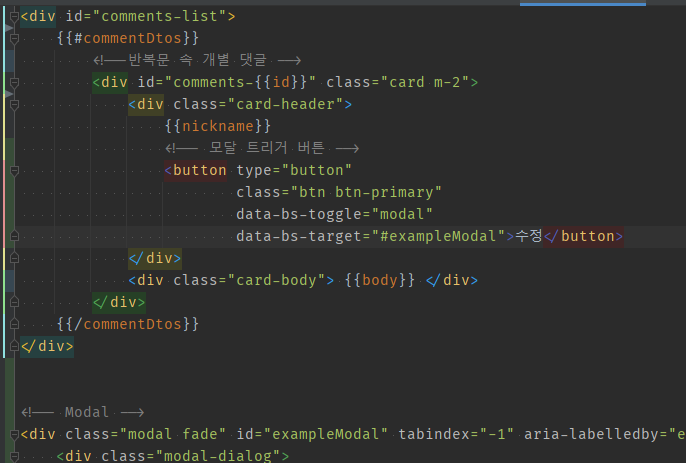 <div id="comments-list">
{{#commentDtos}}
<!-- 반복문 속 개별 댓글 -->
<div id="comments-{{id}}" class="card m-2">
<div class="card-header">
{{nickname}}
<!-- 모달 트리거 버튼 -->
<button type="button"
class="btn btn-primary"
data-bs-toggle="modal"
data-bs-target="#exampleModal">수정</button>
</div>
<div class="card-body"> {{body}} </div>
</div>
{{/commentDtos}}
</div>
<!-- Modal -->
<div class="modal fade" id="exampleModal" tabindex="-1" aria-labelledby="e
<div class="modal-dialog">